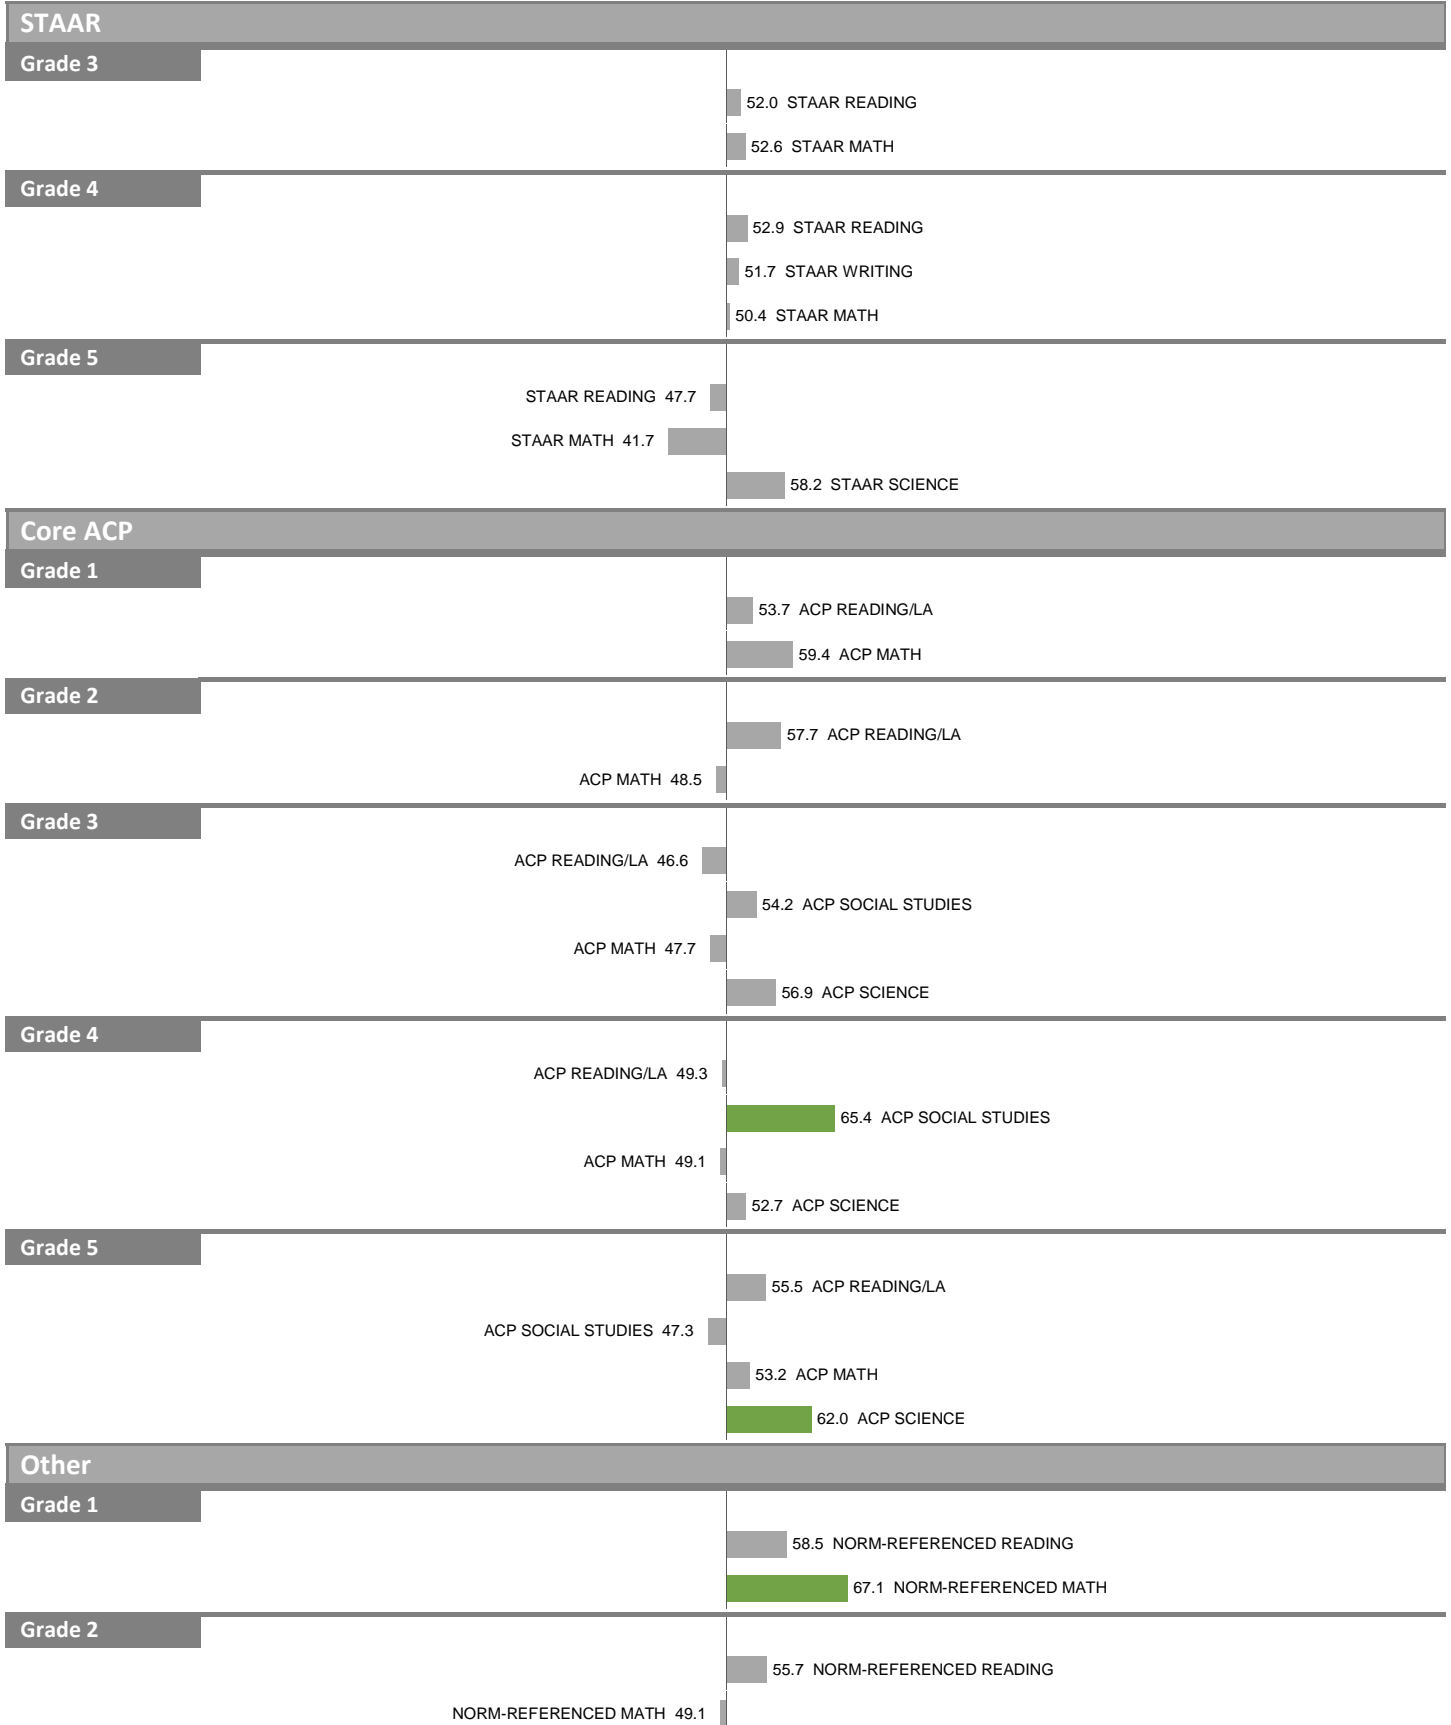 STAAR
Grade 3
52.0 STAAR READING
52.6 STAAR MATH
Grade 4
52.9 STAAR READING
51.7 STAAR WRITING
50.4 STAAR MATH
Grade 5
STAAR READING 47.7
STAAR MATH 41.7
58.2 STAAR SCIENCE
Core ACP
Grade 1
53.7 ACP READING/LA
59.4 ACP MATH
Grade 2
57.7 ACP READING/LA
ACP MATH 48.5
Grade 3
ACP READING/LA 46.6
54.2 ACP SOCIAL STUDIES
ACP MATH 47.7
56.9 ACP SCIENCE
Grade 4
ACP READING/LA 49.3
65.4 ACP SOCIAL STUDIES
ACP MATH 49.1
52.7 ACP SCIENCE
Grade 5
55.5 ACP READING/LA
ACP SOCIAL STUDIES 47.3
53.2 ACP MATH
62.0 ACP SCIENCE
Other
Grade 1
58.5 NORM-REFERENCED READING
67.1 NORM-REFERENCED MATH
Grade 2
55.7 NORM-REFERENCED READING
NORM-REFERENCED MATH 49.1